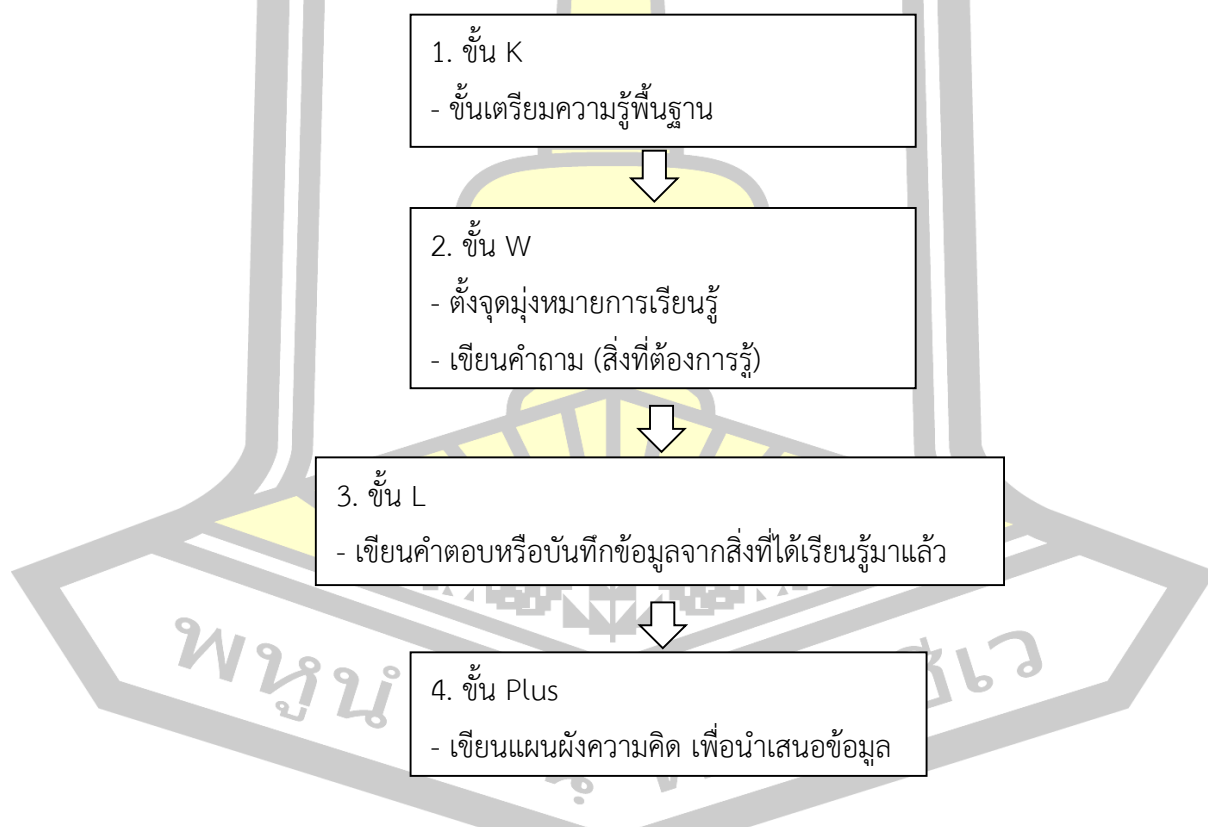 1. ขั้น K
- ขั้นเตรียมความรู้พื้นฐาน
2. ขั้น W
- ตั้งจุดมุ่งหมายการเรียนรู้
- เขียนคำถาม (สิ่งที่ต้องการรู้)
3. ขั้น L
- เขียนคำตอบหรือบันทึกข้อมูลจากสิ่งที่ได้เรียนรู้มาแล้ว
4. ขั้น Plus
- เขียนแผนผังความคิด เพื่อนำเสนอข้อมูล
พหูนํ
ชีเว